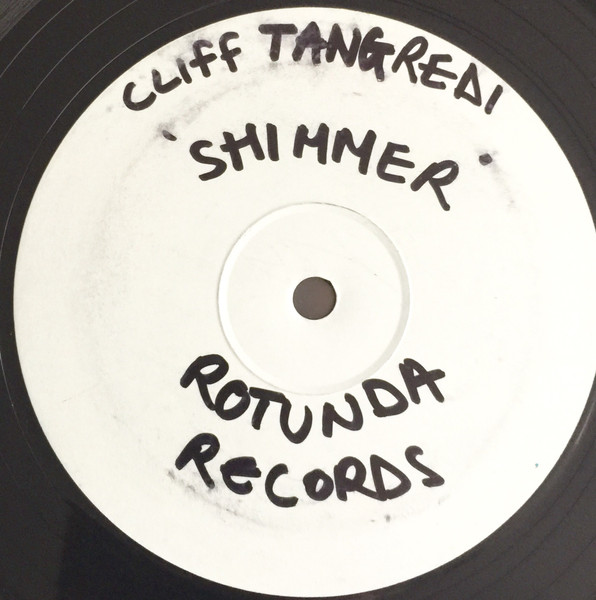 CLIFF TANGREDI
'SHIMMER'
ROTUNDA
RECORDS